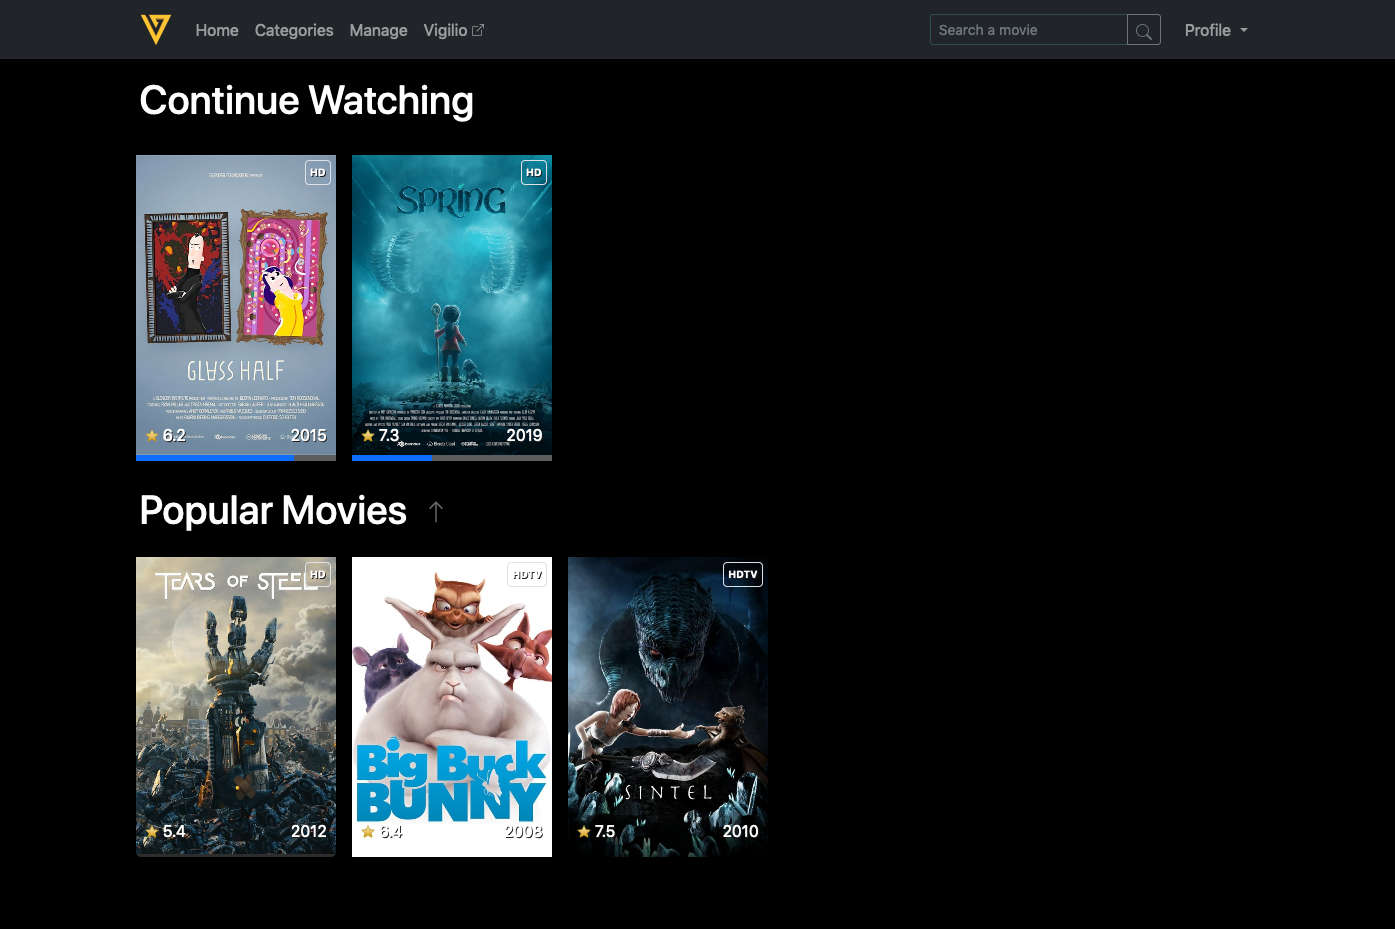 Home Categories Manage Vigilio Search a movie Profile
Continue Watching
HD
GLASS HALF
6.2 2015
HD
SPRING
7.3 2019
Popular Movies
HD
TEARS OF STEEL
5.4 2012
HDTV
Big Buck
BUNNY
6.4 2008
HDTV
SINTEL
7.5 2010